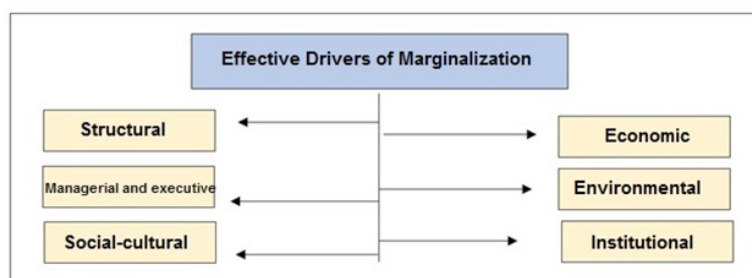 Effective Drivers of Marginalization
Structural
Economic
Managerial and executive
Environmental
Social-cultural
Institutional